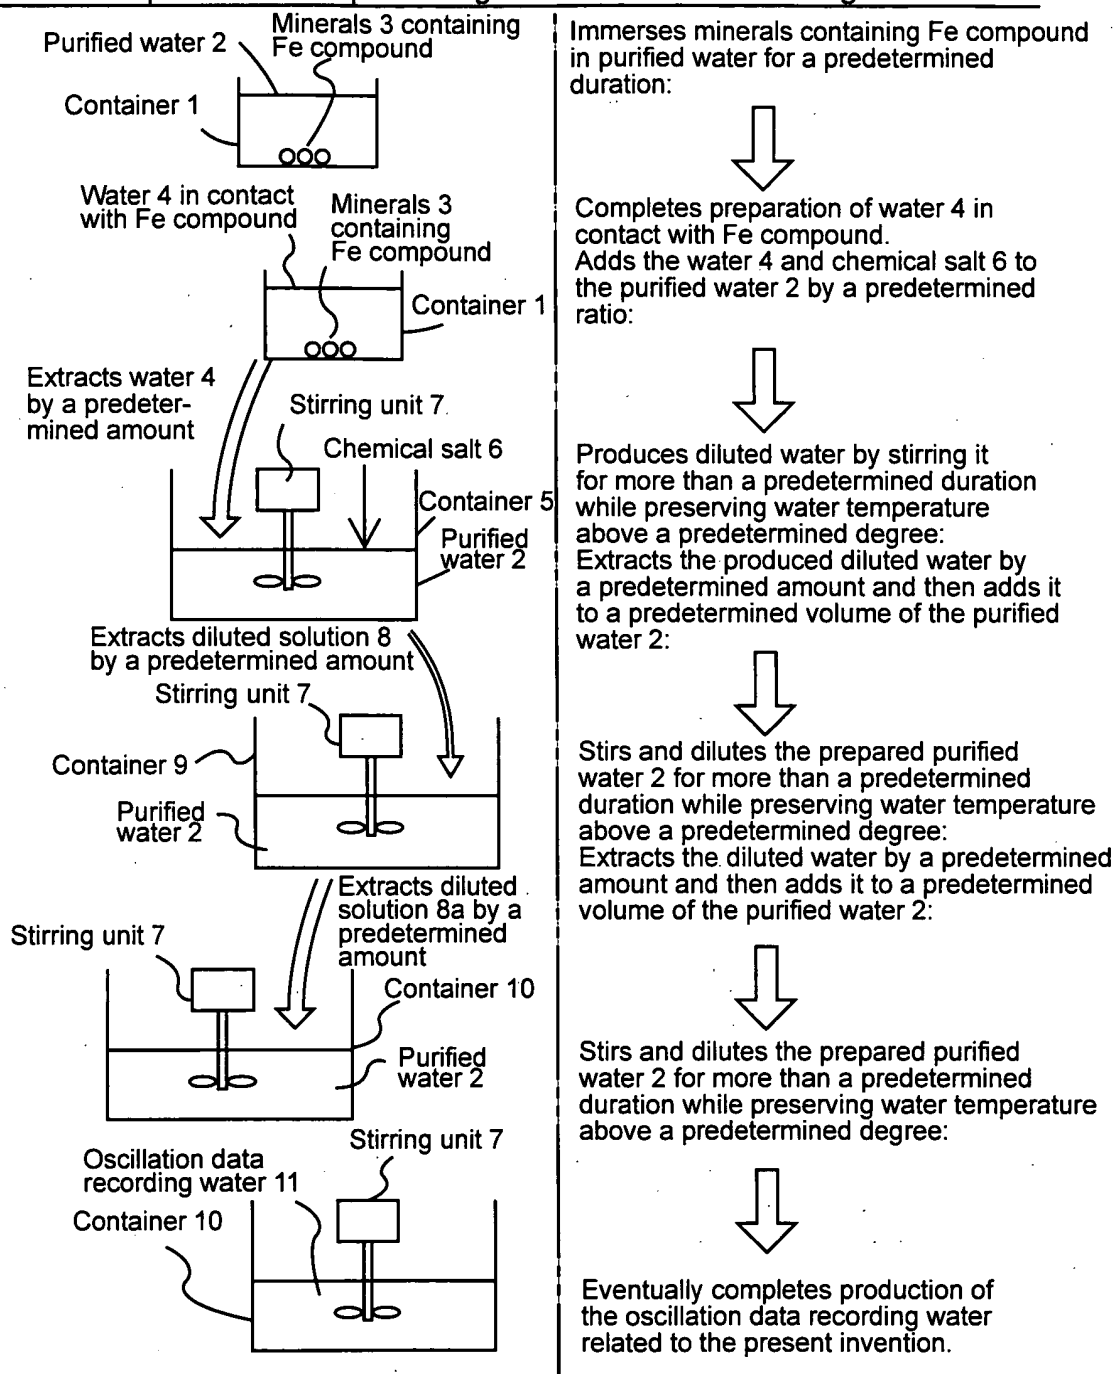 Minerals 3 containing
Fe compound
Purified water 2
Container 1
Water 4 in contact
with Fe compound
Minerals 3
containing
Fe compound
Container 1
Extracts water 4
by a predeter-
mined amount
Stirring unit 7
Chemical salt 6
Container 5
Purified
water 2
Extracts diluted solution 8
by a predetermined amount
Stirring unit 7
Container 9
Purified
water 2
Extracts diluted
solution 8a by a
predetermined
amount
Stirring unit 7
Container 10
Purified
water 2
Stirring unit 7
Oscillation data
recording water 11
Container 10
Immerses minerals containing Fe compound
in purified water for a predetermined
duration:
Completes preparation of water 4 in
contact with Fe compound.
Adds the water 4 and chemical salt 6 to
the purified water 2 by a predetermined
ratio:
Produces diluted water by stirring it
for more than a predetermined duration
while preserving water temperature
above a predetermined degree:
Extracts the produced diluted water by
a predetermined amount and then adds it
to a predetermined volume of the purified
water 2:
Stirs and dilutes the prepared purified
water 2 for more than a predetermined
duration while preserving water temperature
above a predetermined degree:
Extracts the diluted water by a predetermined
amount and then adds it to a predetermined
volume of the purified water 2:
Stirs and dilutes the prepared purified
water 2 for more than a predetermined
duration while preserving water temperature
above a predetermined degree:
Eventually completes production of
the oscillation data recording water
related to the present invention.